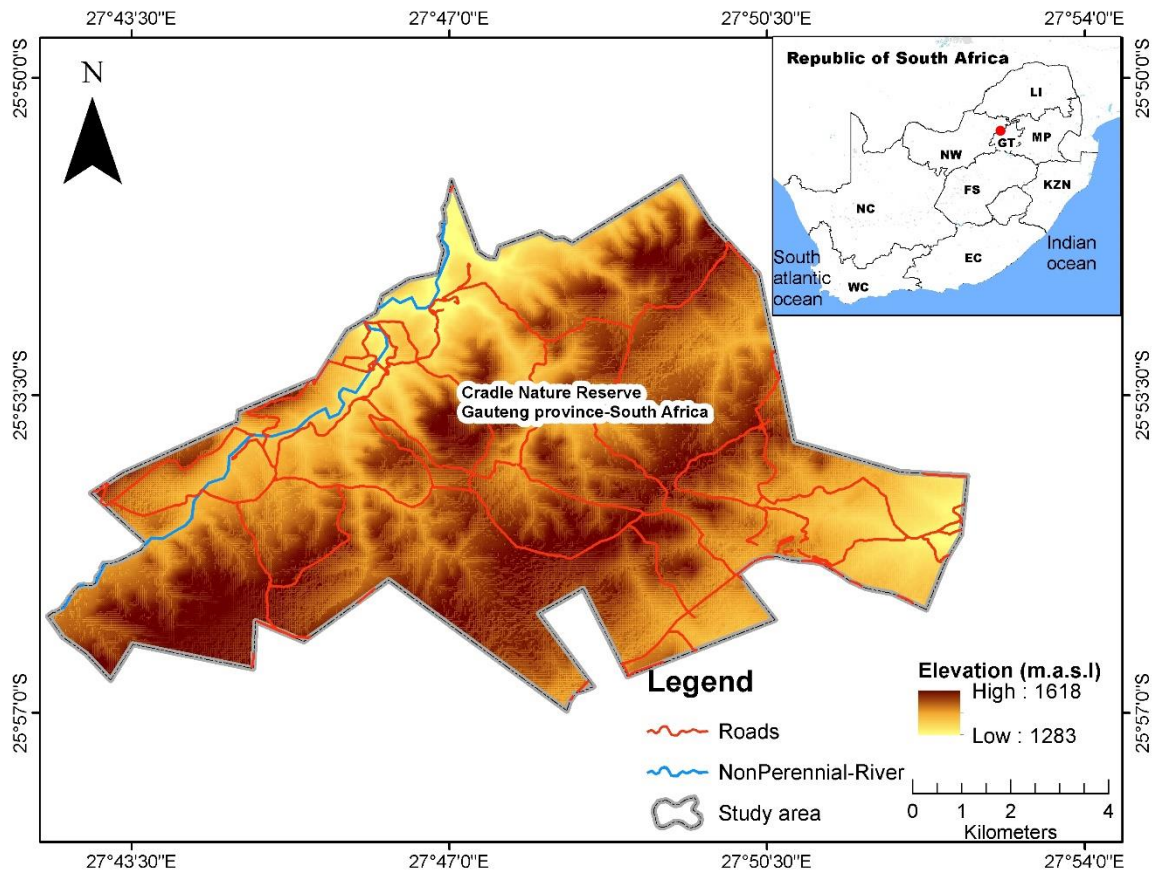 27°43'30"E
27°47'0"E
27°50'30"E
27°54'0"E
25°50'0"S
25°50'0"S
N
Republic of South Africa
LI
MP
GT
NW
FS
KZN
NC
EC
WC
South
atlantic
ocean
Indian
ocean
25°53'30"S
25°53'30"S
Cradle Nature Reserve
Gauteng province-South Africa
Legend
Roads
NonPerennial-River
Study area
Elevation (m.a.s.l)
High : 1618
Low : 1283
25°57'0"S
25°57'0"S
0 1 2 4
Kilometers
27°43'30"E
27°47'0"E
27°50'30"E
27°54'0"E